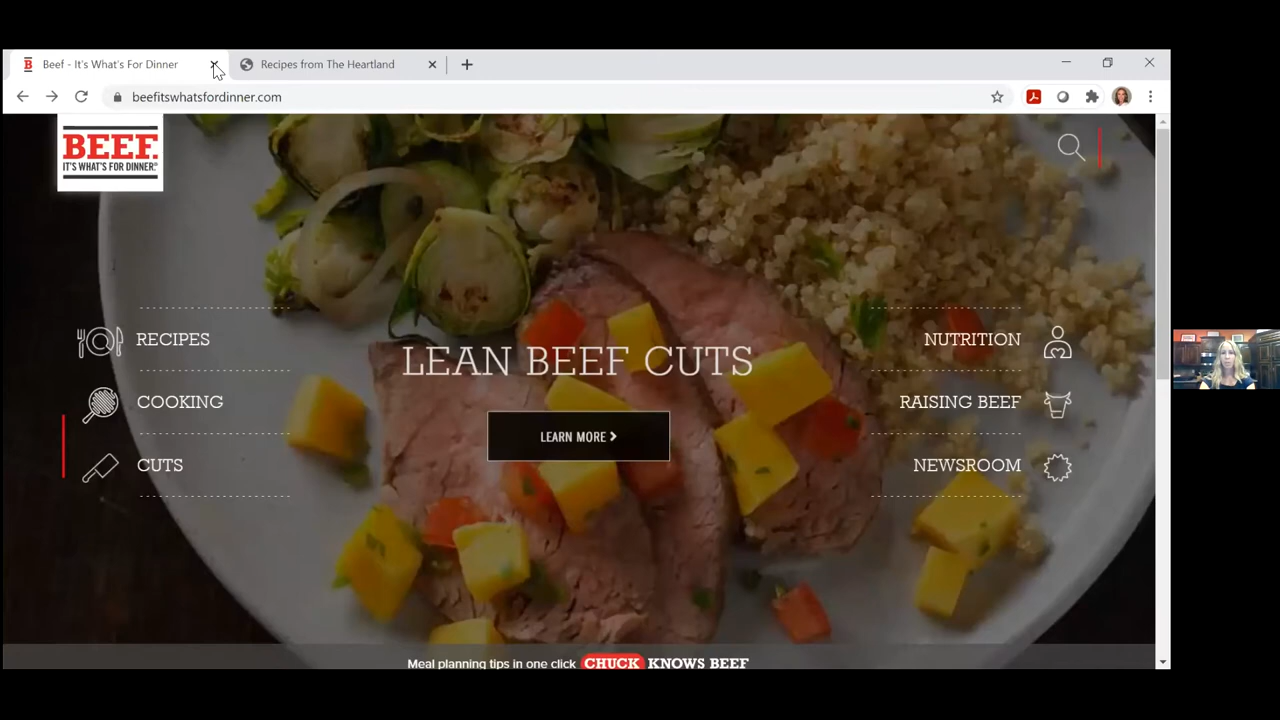 Beef - It's What's For Dinner
Recipes from The Heartland
beefitswhatsfordinner.com
BEEF.
IT'S WHAT'S FOR DINNER.®
RECIPES
COOKING
CUTS
LEAN BEEF CUTS
LEARN MORE
NUTRITION
RAISING BEEF
NEWSROOM
Meal planning tips in one click CHUCK KNOWS BEEF